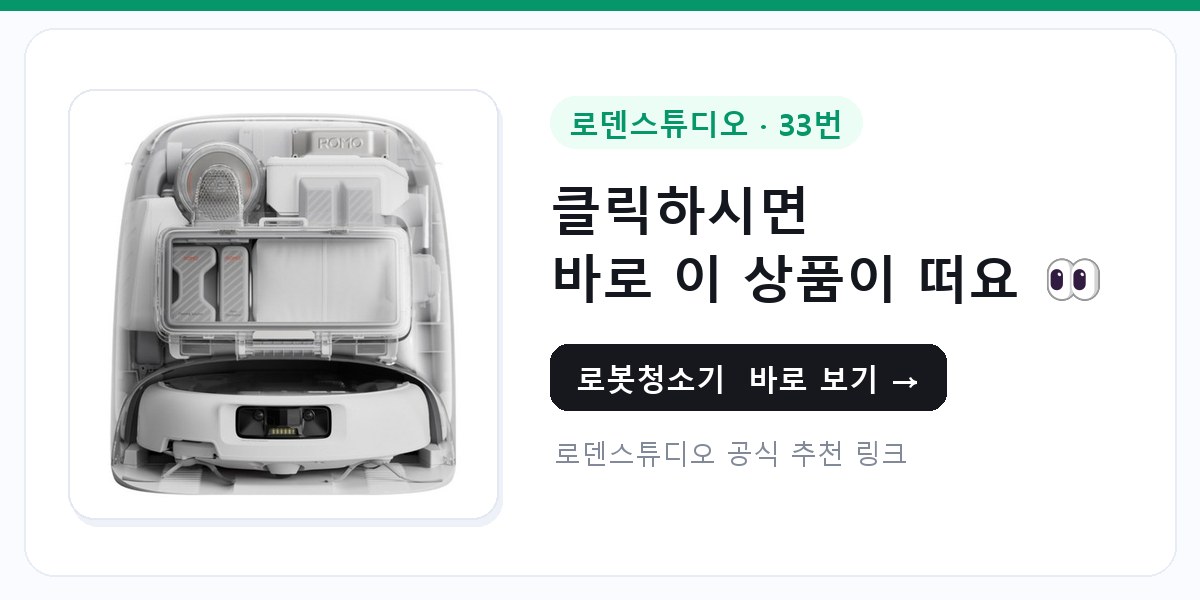 ROMO
로덴스튜디오 · 33번
클릭하시면
바로 이 상품이 떠요 👀
로봇청소기 바로 보기 →
로덴스튜디오 공식 추천 링크